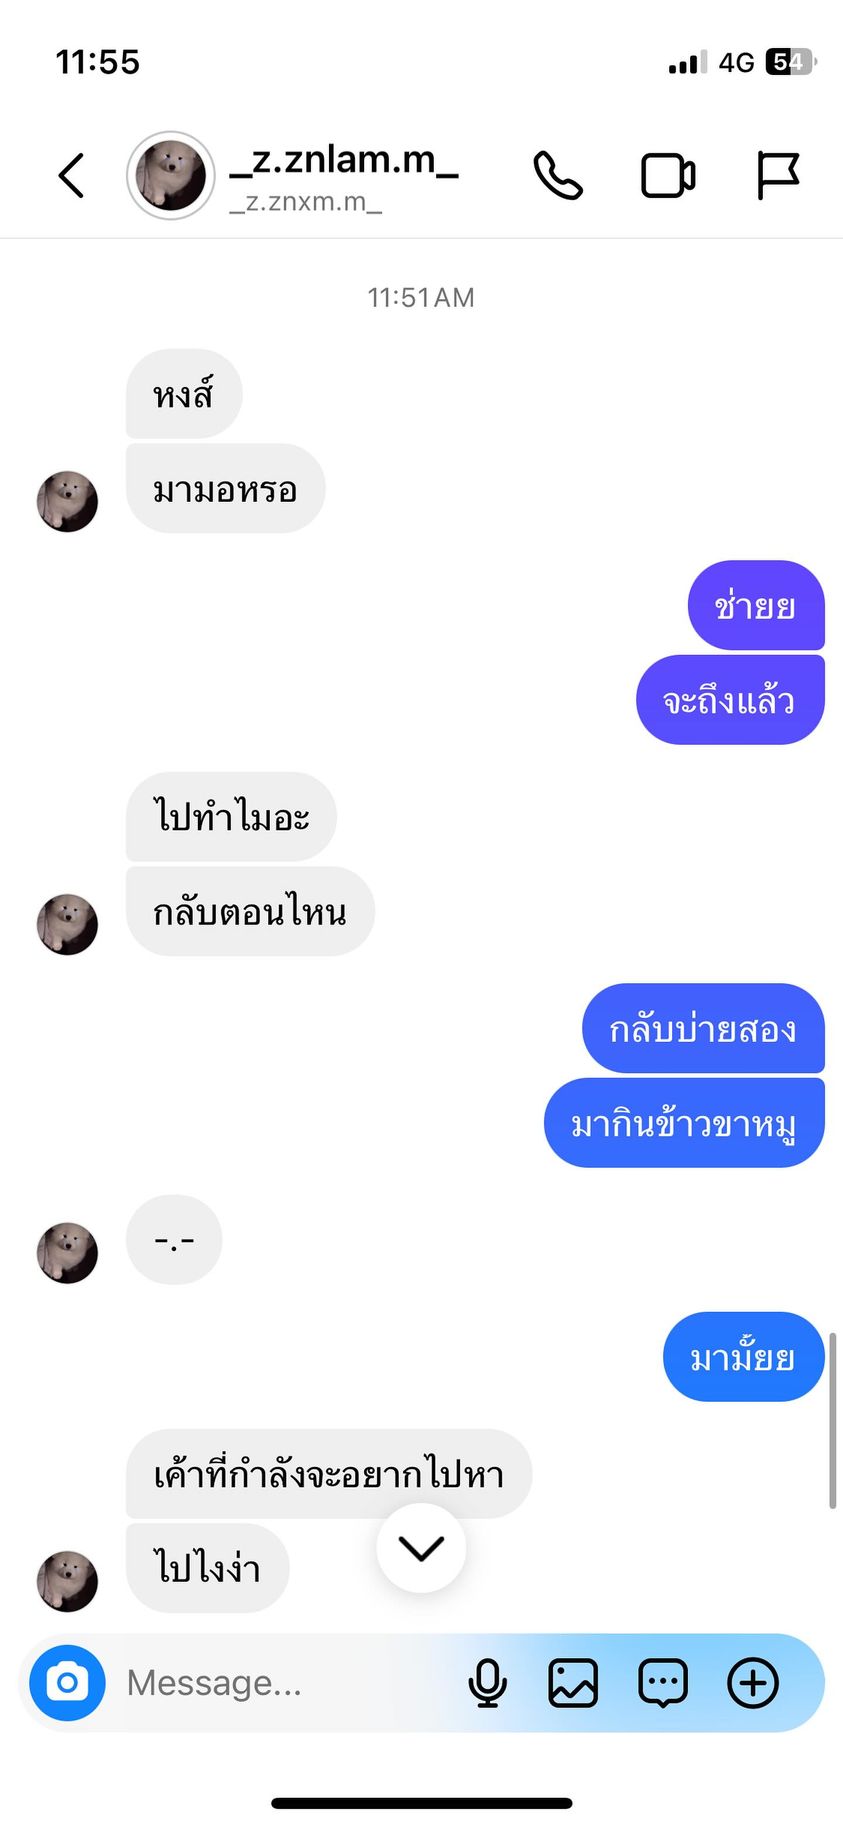 11:55
4G 54
_z.znlam.m_
_z.znxm.m_
11:51 AM
หงส์
มามอหรอ
ช่ายย
จะถึงแล้ว
ไปทำไมอะ
กลับตอนไหน
กลับบ่ายสอง
มากินข้าวขาหมู
-.-
มามั้ยย
เค้าที่กำลังจะอยากไปหา
ไปไงง่า
Message...